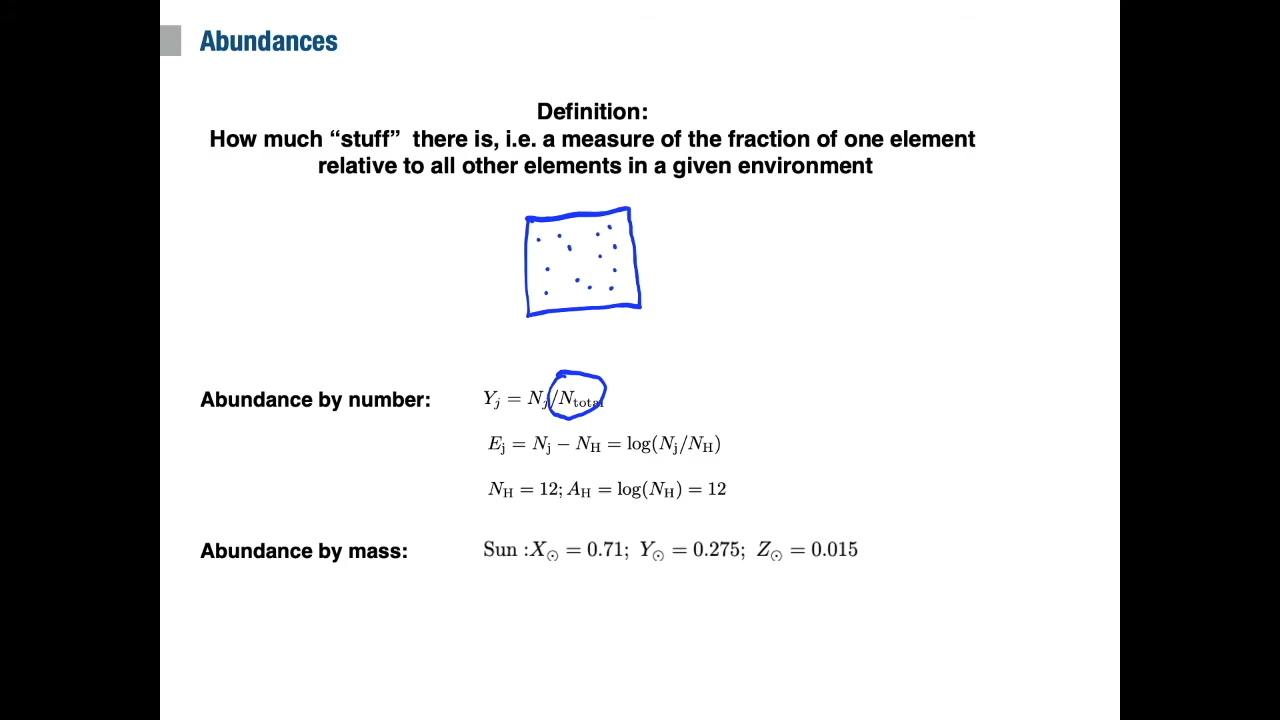 Abundances
Definition:
How much “stuff” there is, i.e. a measure of the fraction of one element
relative to all other elements in a given environment
Abundance by number: Y_j = N_j/N_total
E_j = N_j − N_H = log(N_j/N_H)
N_H = 12; A_H = log(N_H) = 12
Abundance by mass: Sun :X_⊙ = 0.71; Y_⊙ = 0.275; Z_⊙ = 0.015